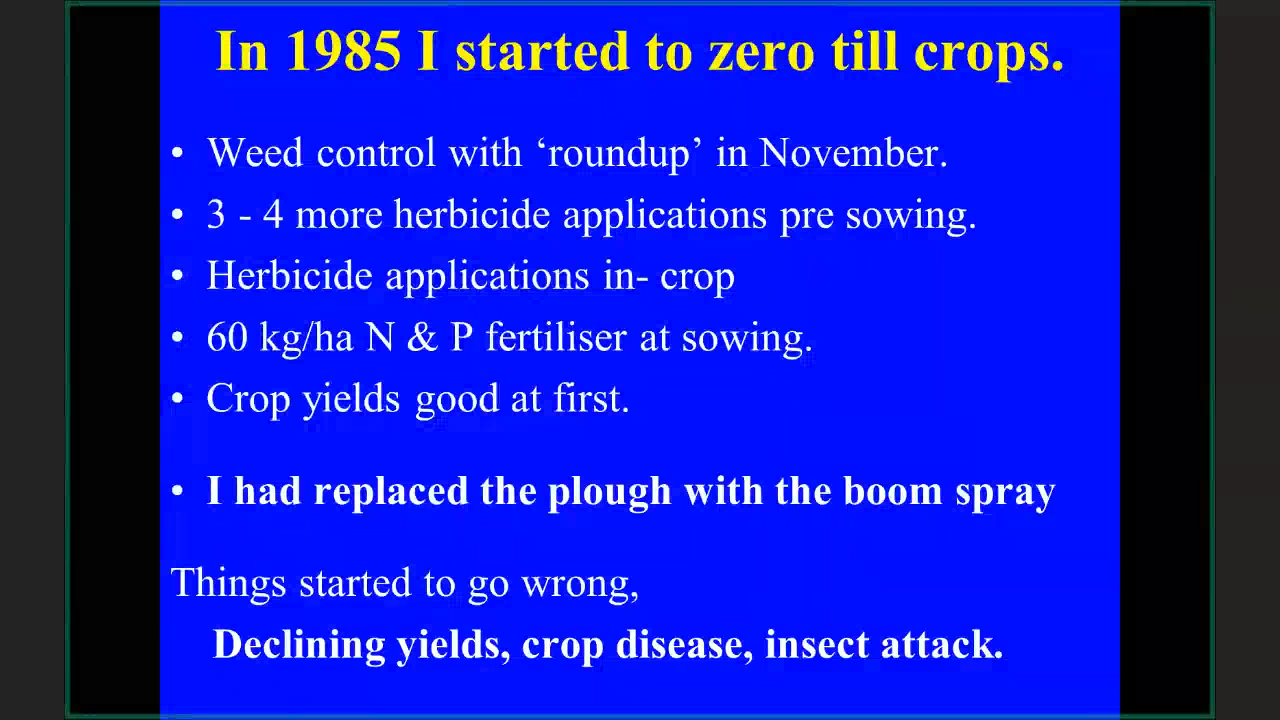 In 1985 I started to zero till crops.
• Weed control with ‘roundup’ in November.
• 3 - 4 more herbicide applications pre sowing.
• Herbicide applications in- crop
• 60 kg/ha N & P fertiliser at sowing.
• Crop yields good at first.
• I had replaced the plough with the boom spray
Things started to go wrong,
Declining yields, crop disease, insect attack.